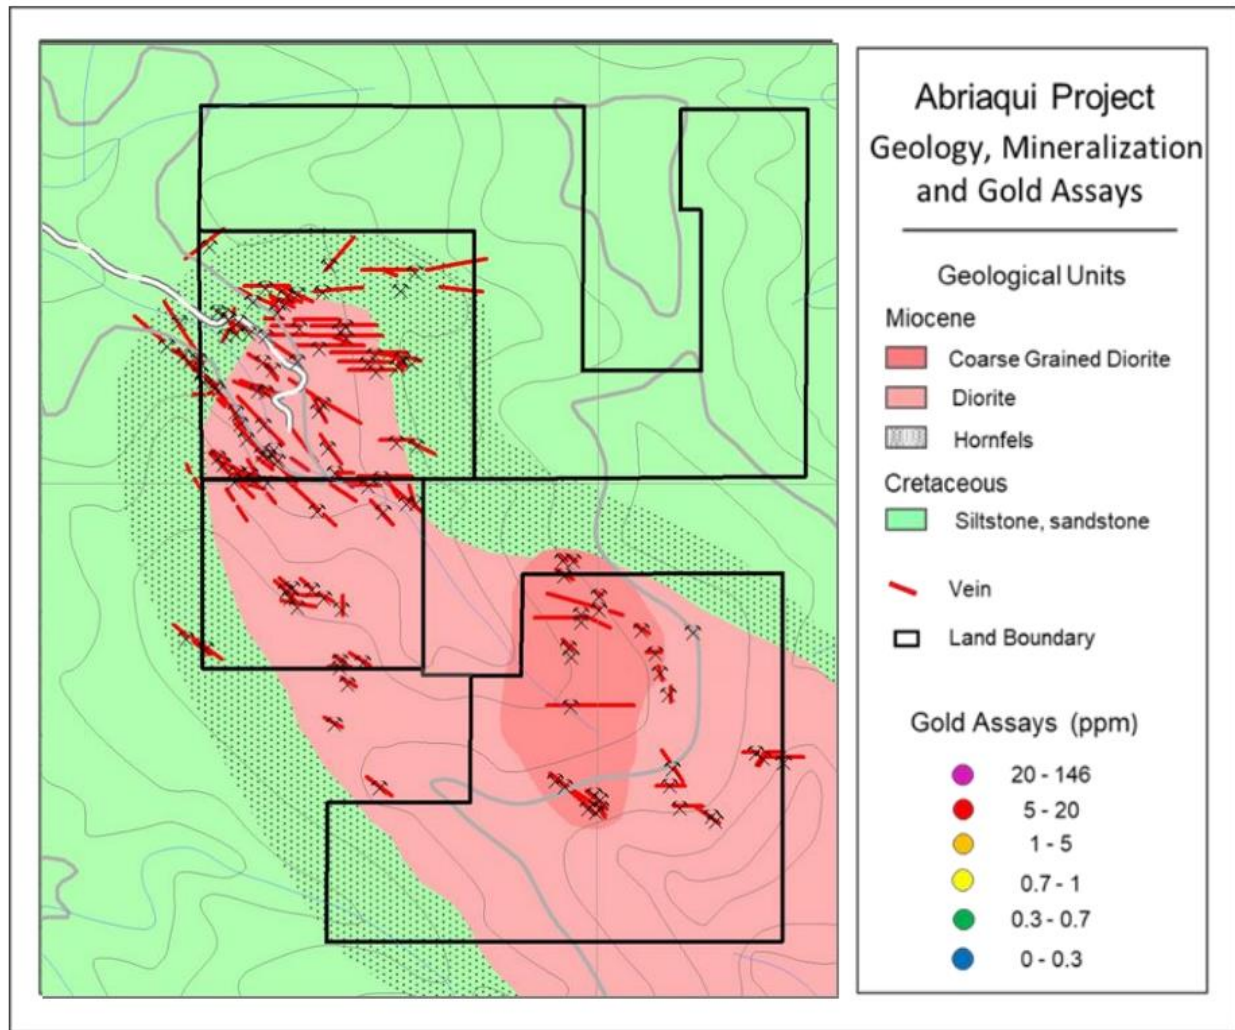 Abriaqui Project
Geology, Mineralization
and Gold Assays
Geological Units
Miocene
Coarse Grained Diorite
Diorite
Hornfels
Cretaceous
Siltstone, sandstone
Vein
Land Boundary
Gold Assays (ppm)
20 - 146
5 - 20
1 - 5
0.7 - 1
0.3 - 0.7
0 - 0.3